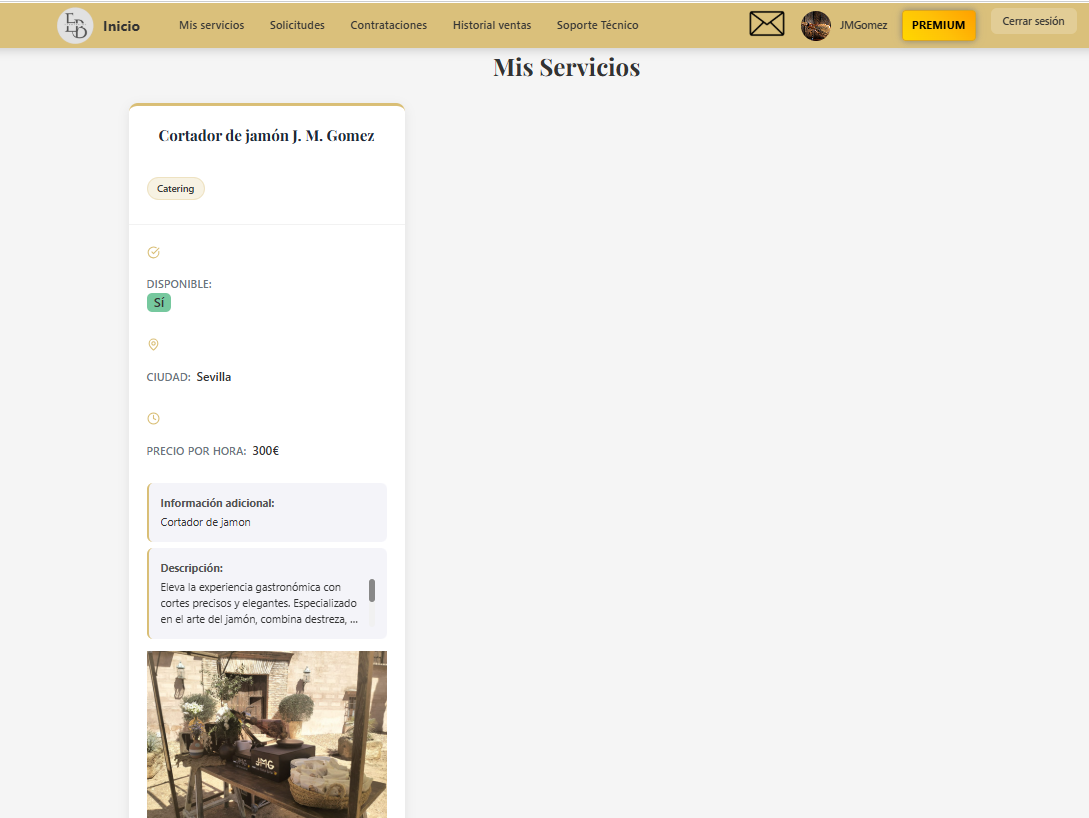 EDB
Inicio
Mis servicios
Solicitudes
Contrataciones
Historial ventas
Soporte Técnico
JMGomez
PREMIUM
Cerrar sesión
Mis Servicios
Cortador de jamón J. M. Gomez
Catering
DISPONIBLE:
Sí
CIUDAD: Sevilla
PRECIO POR HORA: 300€
Información adicional:
Cortador de jamon
Descripción:
Eleva la experiencia gastronómica con
cortes precisos y elegantes. Especializado
en el arte del jamón, combina destreza, ...
JMG
JMG